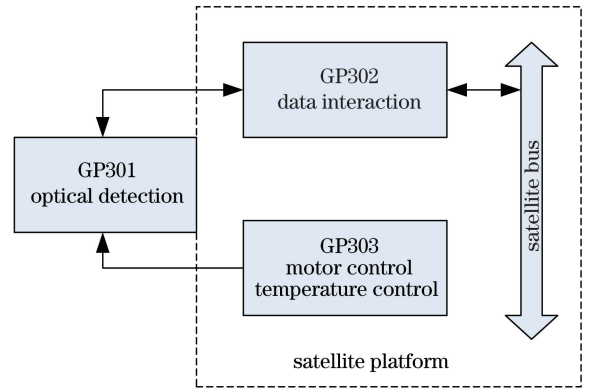 GP302
data interaction
GP301
optical detection
GP303
motor control
temperature control
satellite bus
satellite platform